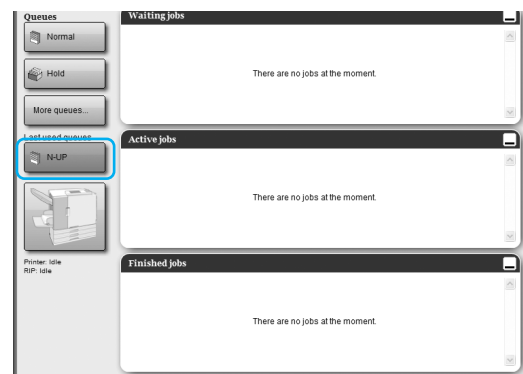 Queues
Normal
Hold
More queues...
Last used queues
N-UP
Printer: Idle
RIP: Idle
Waiting jobs
There are no jobs at the moment.
Active jobs
There are no jobs at the moment.
Finished jobs
There are no jobs at the moment.